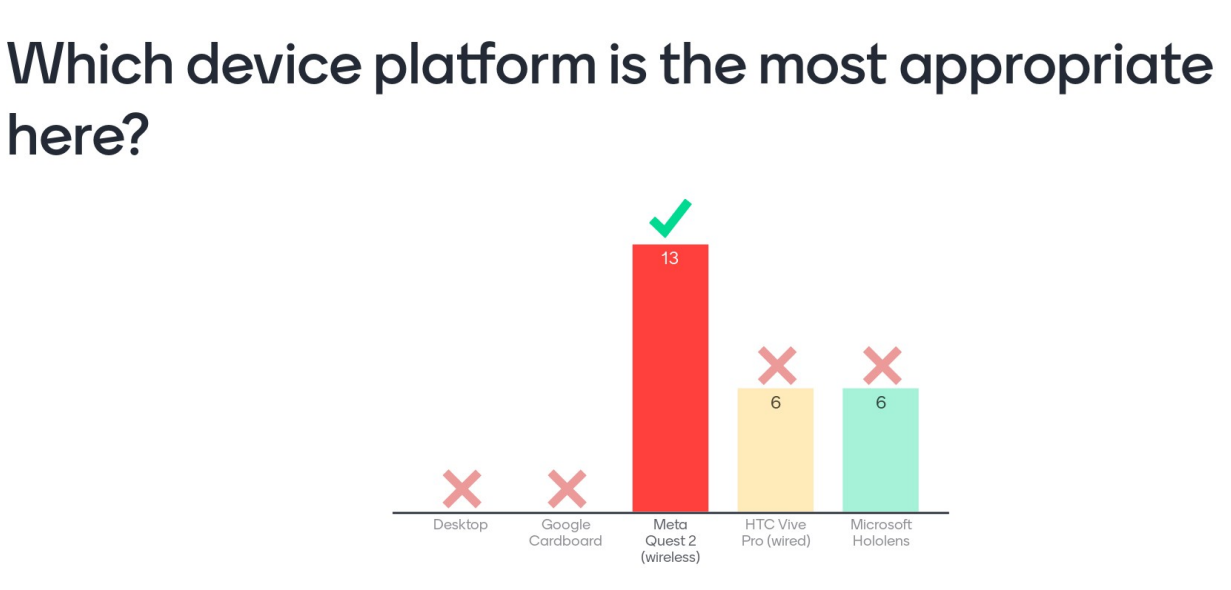 Which device platform is the most appropriate
here?
13
6
6
Desktop
Google
Cardboard
Meta
Quest 2
(wireless)
HTC Vive
Pro (wired)
Microsoft
Hololens